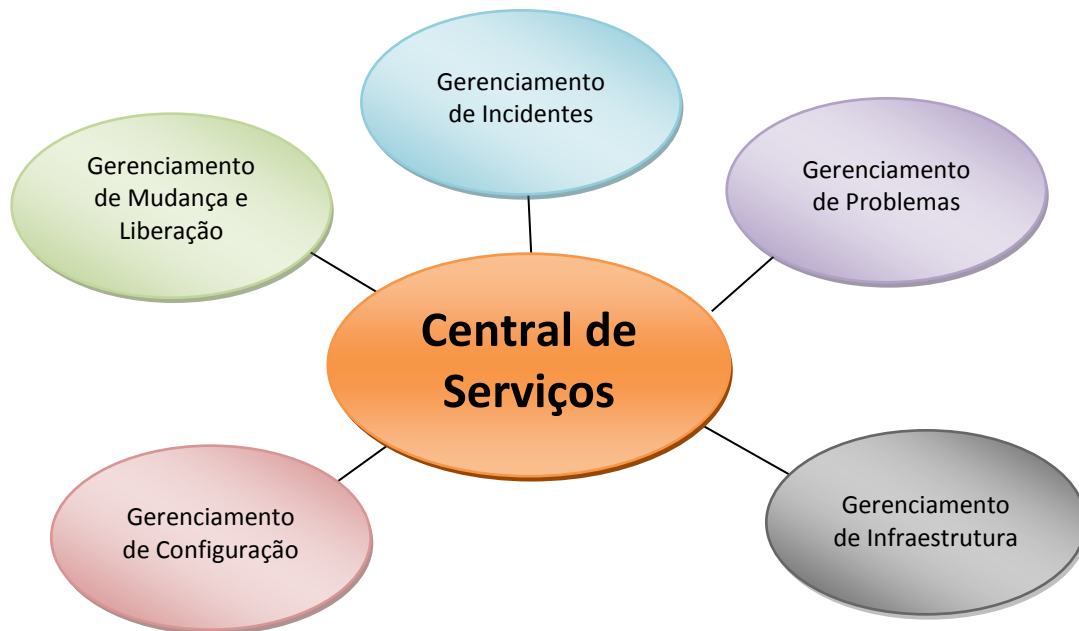 Gerenciamento
de Incidentes
Gerenciamento
de Mudança e
Liberação
Gerenciamento
de Problemas
Central de
Serviços
Gerenciamento
de Configuração
Gerenciamento
de Infraestrutura